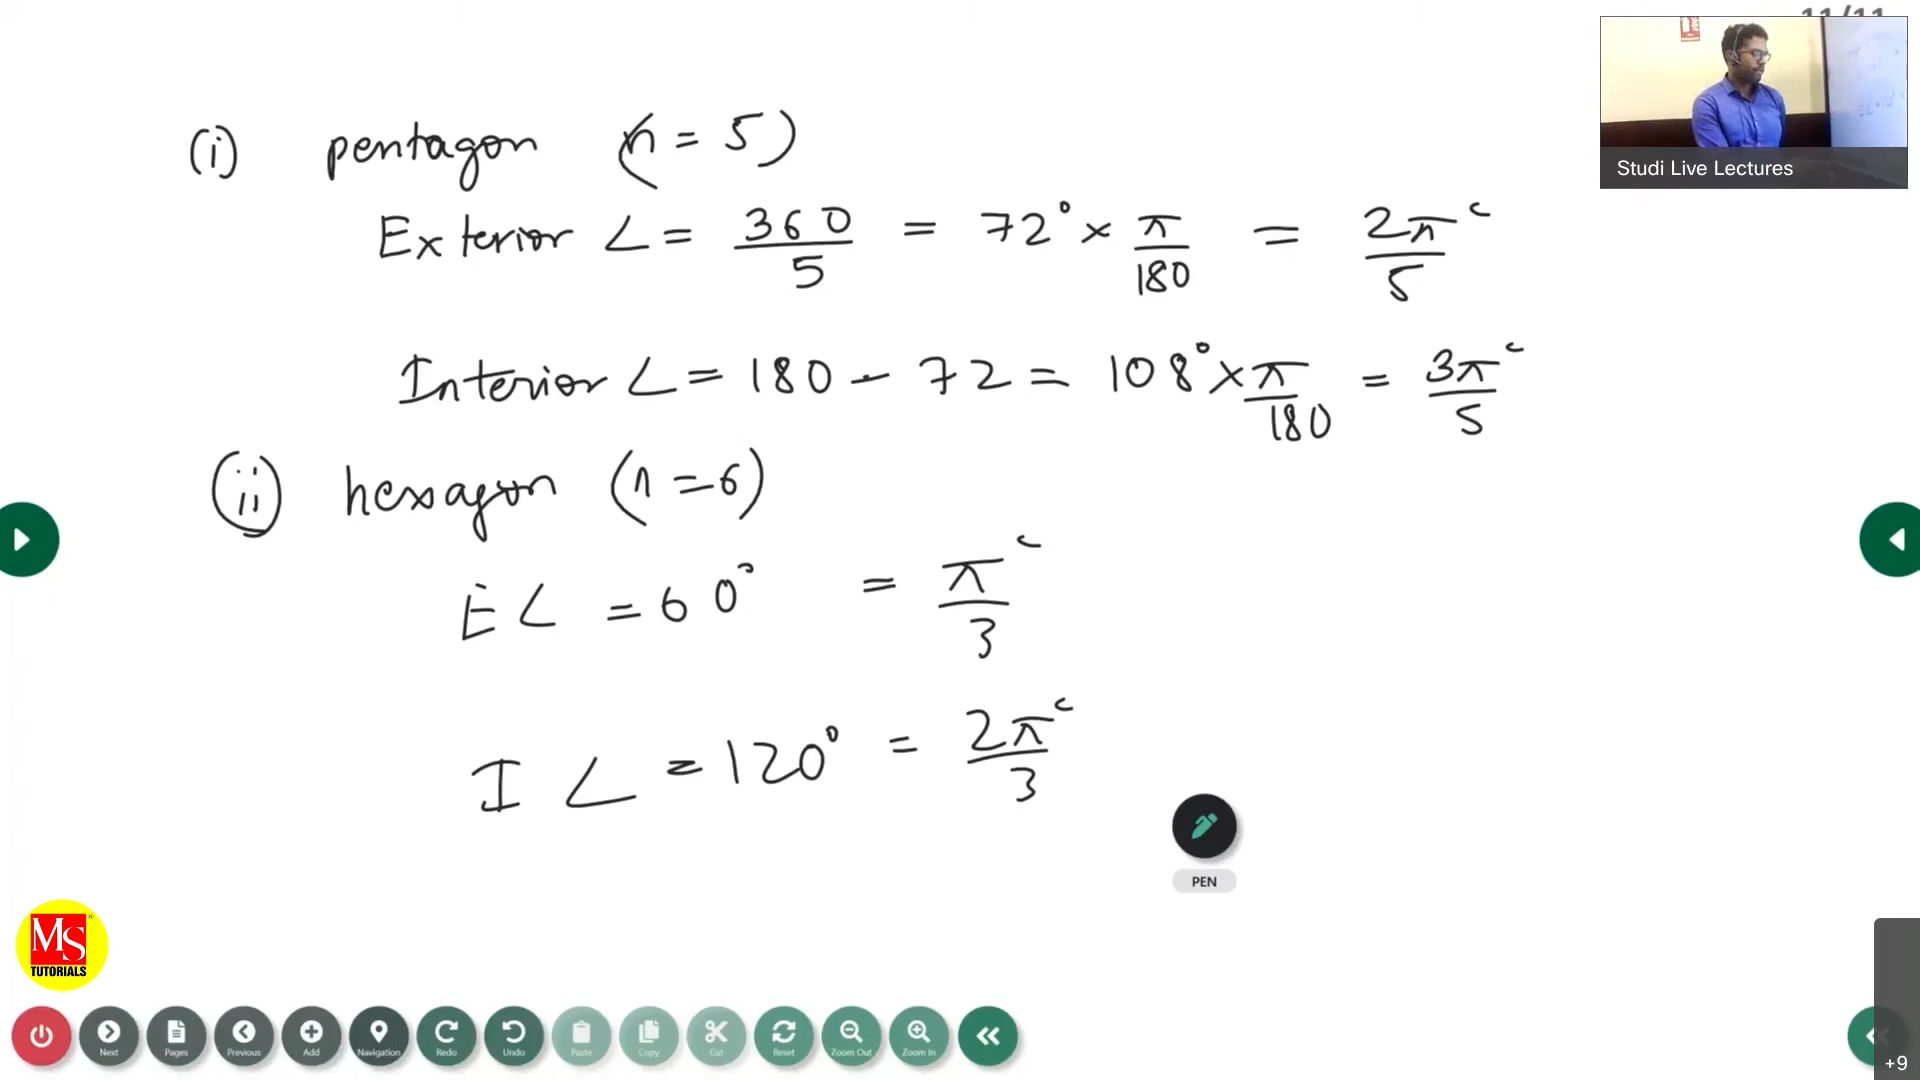 11/11
Studi Live Lectures
(i) pentagon (n = 5)
Exterior ∠ = 360/5 = 72° × π/180 = 2π/5 ᶜ
Interior ∠ = 180 - 72 = 108° × π/180 = 3π/5 ᶜ
(ii) hexagon (n = 6)
E∠ = 60° = π/3 ᶜ
I ∠ = 120° = 2π/3 ᶜ
PEN
MS®
TUTORIALS
Next Pages Previous Add Navigation Redo Undo Paste Copy Cut Reset Zoom Out Zoom In
+9